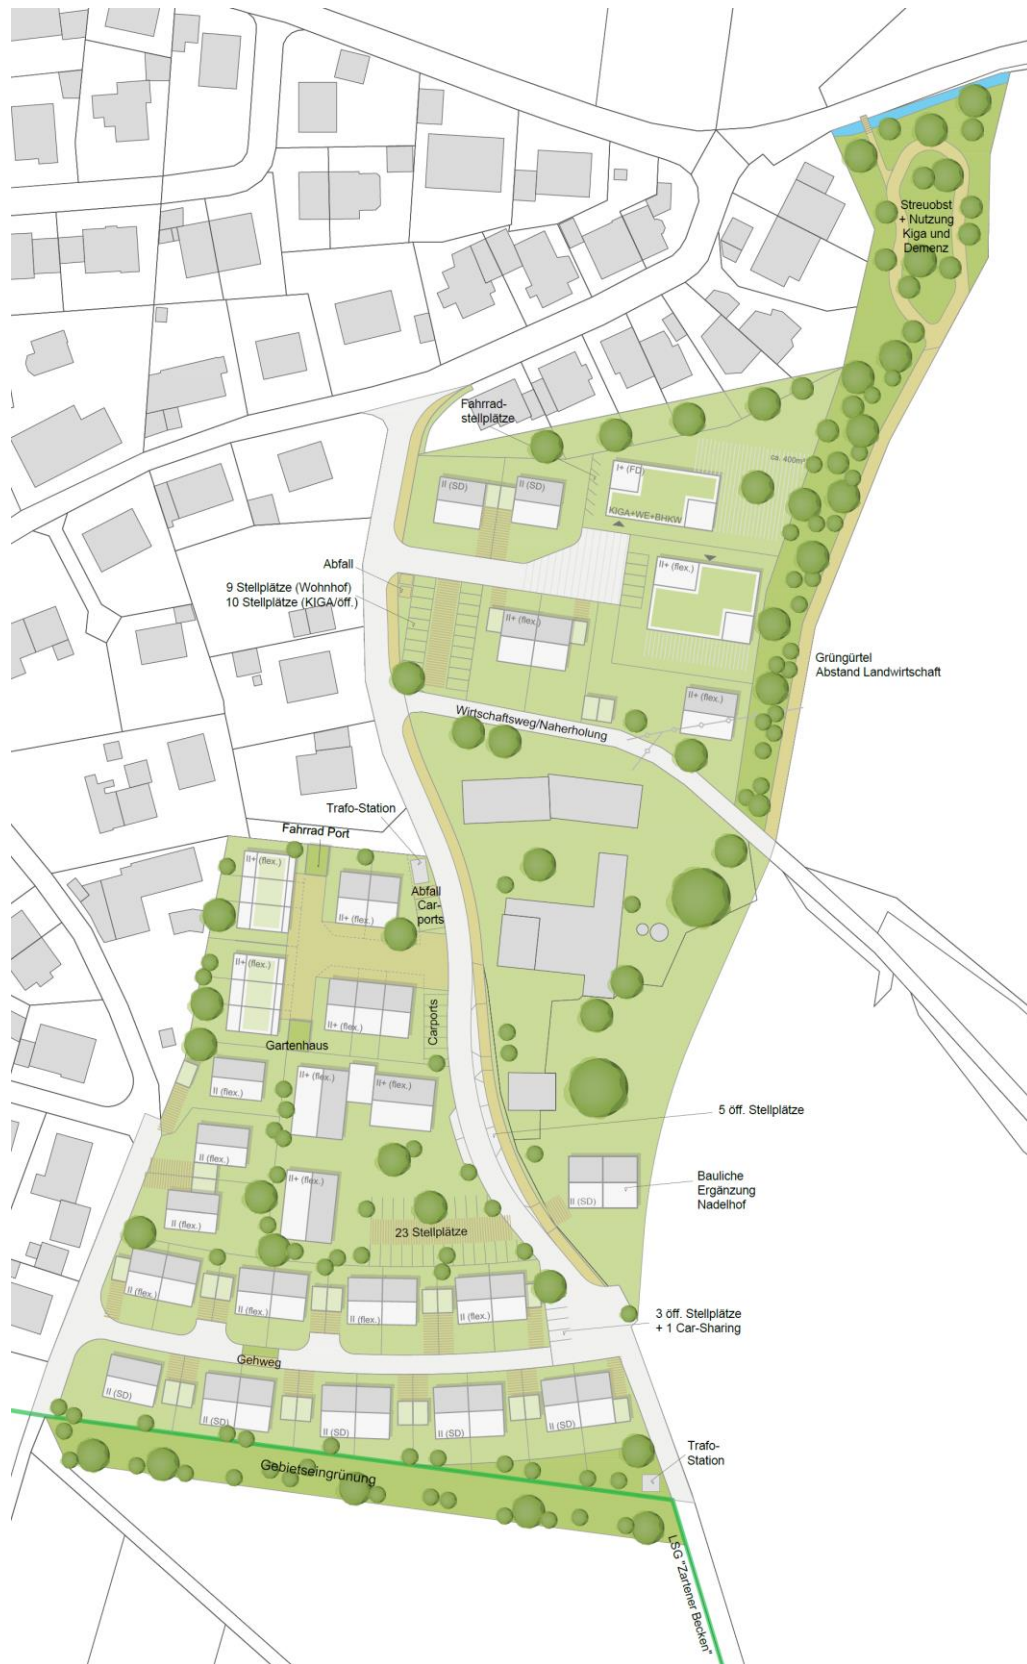 Streuobst
+ Nutzung
Kiga und
Demenz
Fahrrad-
stellplätze
ca. 400m²
I+ (FD)
KIGA+WE+BHKW
II (SD)
II (SD)
Abfall
9 Stellplätze (Wohnhof)
10 Stellplätze (KIGA/öff.)
II+ (flex.)
II+ (flex.)
Grüngürtel
Abstand Landwirtschaft
II+ (flex.)
Wirtschaftsweg/Naherholung
Trafo-Station
Fahrrad Port
II+ (flex.)
Abfall
Car-
ports
II+ (flex.)
II+ (flex.)
Carports
II+ (flex.)
Gartenhaus
II+ (flex.)
II+ (flex.)
II (flex.)
5 öff. Stellplätze
II (flex.)
II+ (flex.)
Bauliche
Ergänzung
Nadelhof
II (SD)
II (flex.)
23 Stellplätze
II (flex.)
II (flex.)
II (flex.)
II (flex.)
3 öff. Stellplätze
+ 1 Car-Sharing
Gehweg
II (SD)
II (SD)
II (SD)
II (SD)
II (SD)
Trafo-
Station
Gebietseingrünung
LSG "Zartener Becken"